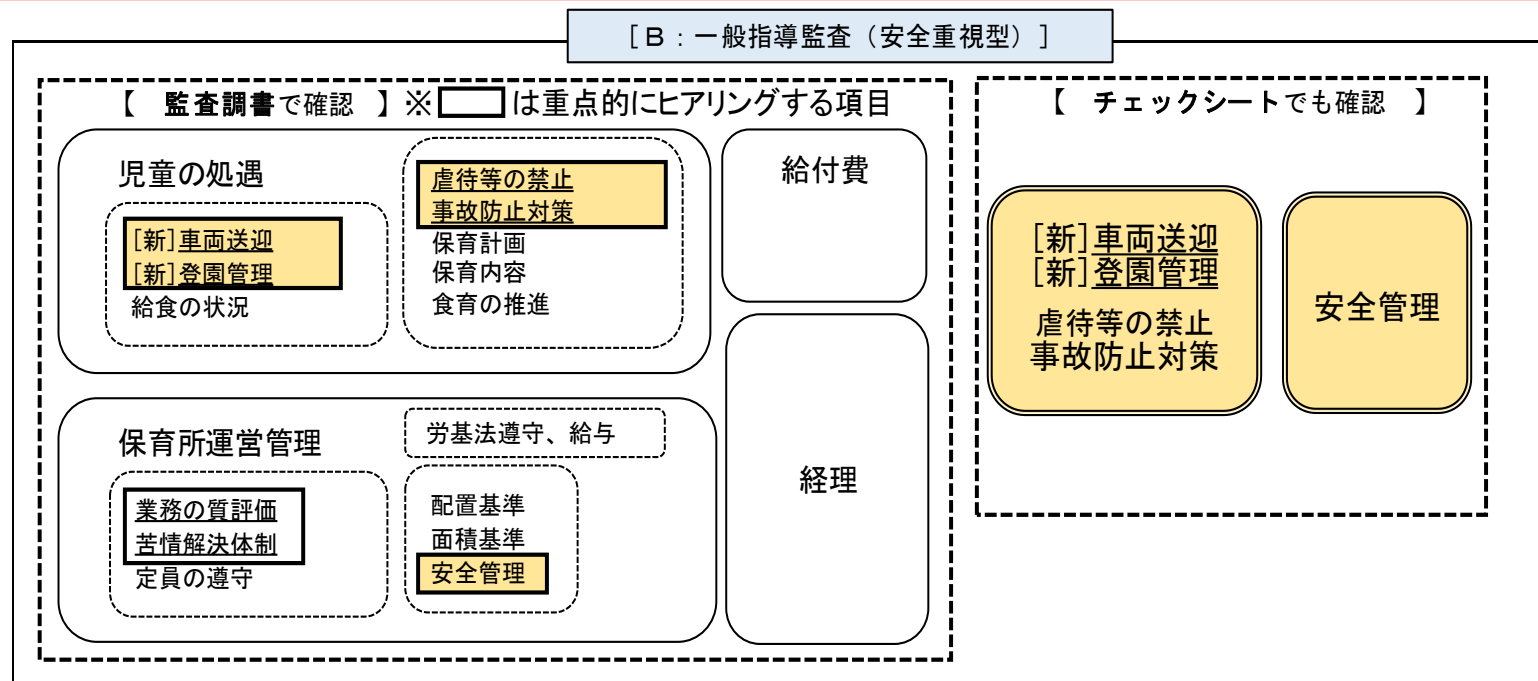 [Ｂ：一般指導監査（安全重視型）]
【　監査調書で確認　】※　　　は重点的にヒアリングする項目
児童の処遇
[新]車両送迎
[新]登園管理
給食の状況
虐待等の禁止
事故防止対策
保育計画
保育内容
食育の推進
給付費
保育所運営管理
業務の質評価
苦情解決体制
定員の遵守
労基法遵守、給与
配置基準
面積基準
安全管理
経理
【　チェックシートでも確認　】
[新]車両送迎
[新]登園管理
虐待等の禁止
事故防止対策
安全管理